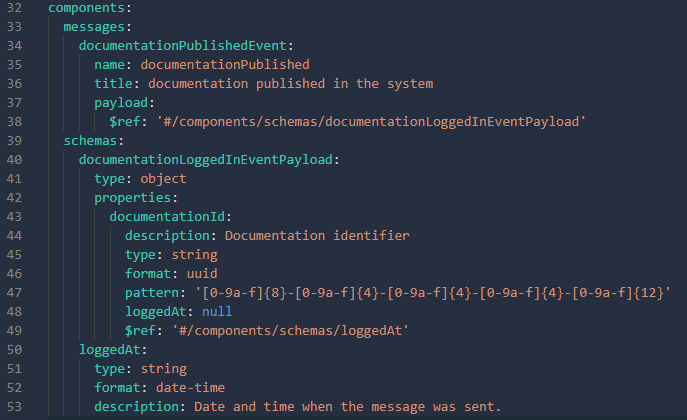 32 components:
33   messages:
34     documentationPublishedEvent:
35       name: documentationPublished
36       title: documentation published in the system
37       payload:
38         $ref: '#/components/schemas/documentationLoggedInEventPayload'
39   schemas:
40     documentationLoggedInEventPayload:
41       type: object
42       properties:
43         documentationId:
44           description: Documentation identifier
45           type: string
46           format: uuid
47           pattern: '[0-9a-f]{8}-[0-9a-f]{4}-[0-9a-f]{4}-[0-9a-f]{4}-[0-9a-f]{12}'
48           loggedAt: null
49           $ref: '#/components/schemas/loggedAt'
50     loggedAt:
51       type: string
52       format: date-time
53       description: Date and time when the message was sent.